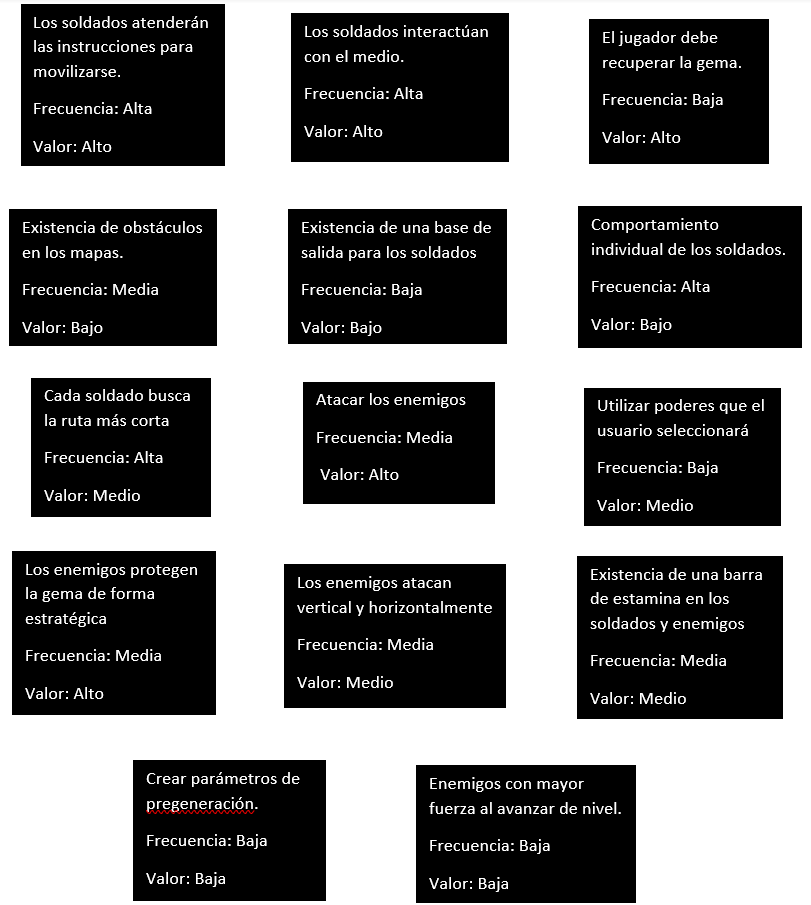 Los soldados atenderán
las instrucciones para
movilizarse.
Frecuencia: Alta
Valor: Alto
Los soldados interactúan
con el medio.
Frecuencia: Alta
Valor: Alto
El jugador debe
recuperar la gema.
Frecuencia: Baja
Valor: Alto
Existencia de obstáculos
en los mapas.
Frecuencia: Media
Valor: Bajo
Existencia de una base de
salida para los soldados
Frecuencia: Baja
Valor: Bajo
Comportamiento
individual de los soldados.
Frecuencia: Alta
Valor: Bajo
Cada soldado busca
la ruta más corta
Frecuencia: Alta
Valor: Medio
Atacar los enemigos
Frecuencia: Media
Valor: Alto
Utilizar poderes que el
usuario seleccionará
Frecuencia: Baja
Valor: Medio
Los enemigos protegen
la gema de forma
estratégica
Frecuencia: Media
Valor: Alto
Los enemigos atacan
vertical y horizontalmente
Frecuencia: Media
Valor: Medio
Existencia de una barra
de estamina en los
soldados y enemigos
Frecuencia: Media
Valor: Medio
Crear parámetros de
pregeneración.
Frecuencia: Baja
Valor: Baja
Enemigos con mayor
fuerza al avanzar de nivel.
Frecuencia: Baja
Valor: Baja